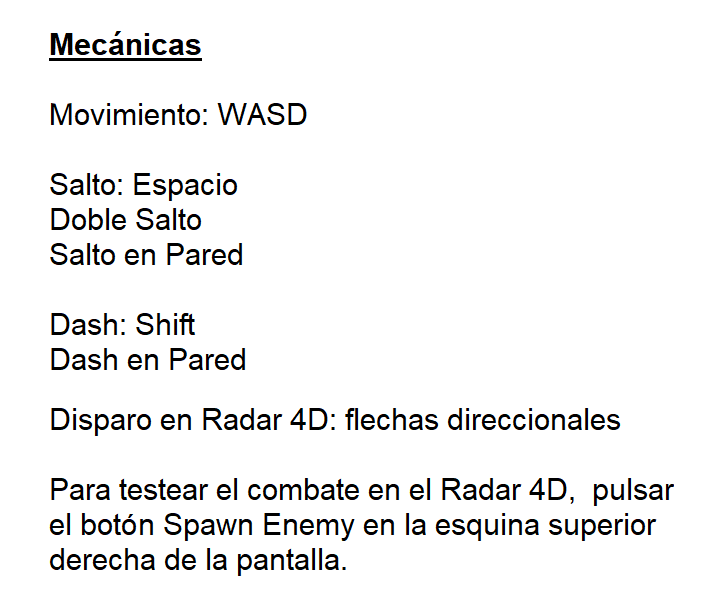 Mecánicas
Movimiento: WASD
Salto: Espacio
Doble Salto
Salto en Pared
Dash: Shift
Dash en Pared
Disparo en Radar 4D: flechas direccionales
Para testear el combate en el Radar 4D,  pulsar
el botón Spawn Enemy en la esquina superior
derecha de la pantalla.